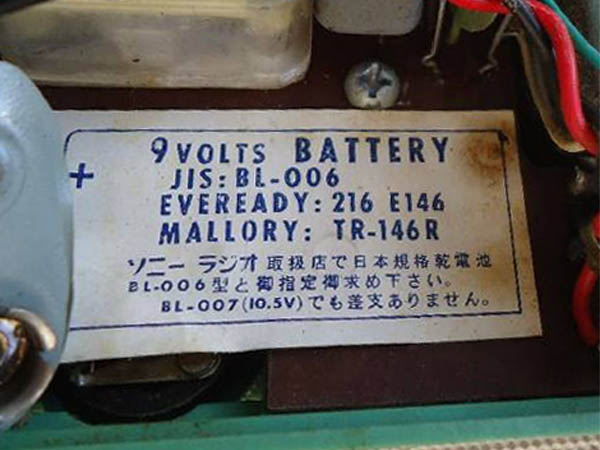 +
9 VOLTS BATTERY
JIS: BL-006
EVEREADY: 216 E146
MALLORY: TR-146R
ソニー ラジオ 取扱店で日本規格乾電池
BL-006型と御指定御求め下さい。
BL-007(10.5V)でも差支ありません。